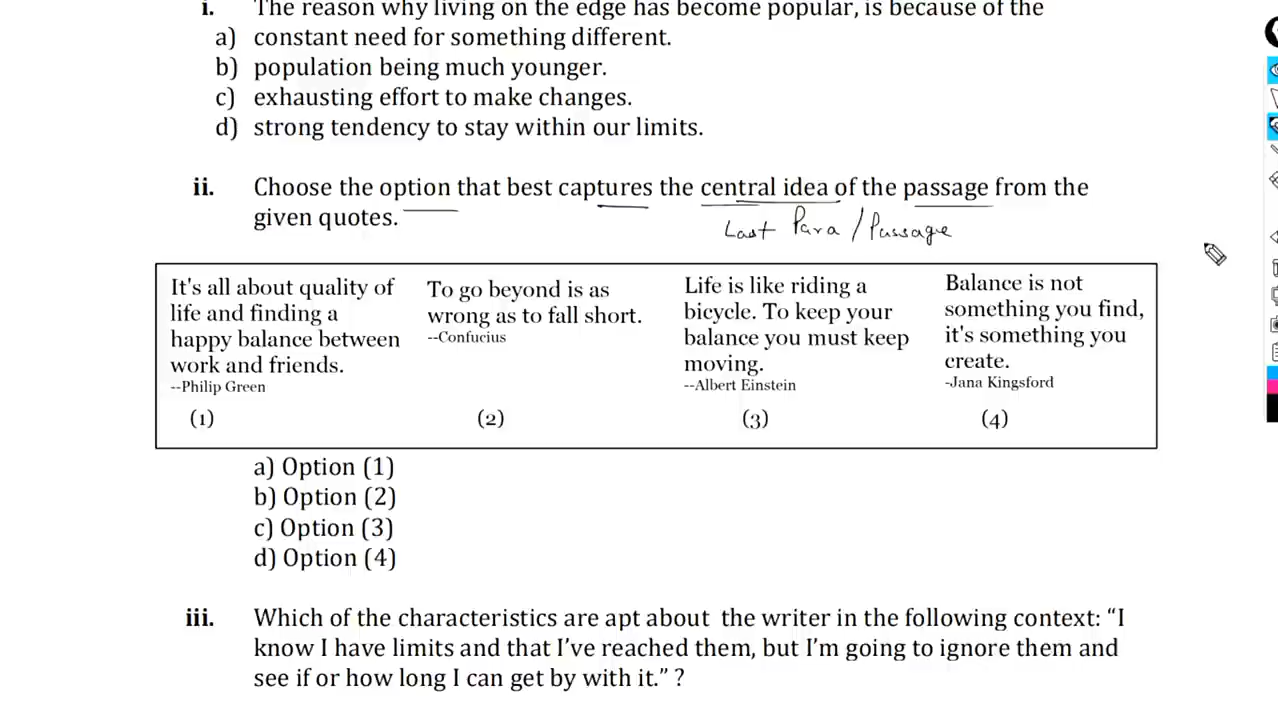 i. The reason why living on the edge has become popular, is because of the
a) constant need for something different.
b) population being much younger.
c) exhausting effort to make changes.
d) strong tendency to stay within our limits.
ii. Choose the option that best captures the central idea of the passage from the
given quotes.
Last Para / Passage
It's all about quality of
life and finding a
happy balance between
work and friends.
--Philip Green
(1)
To go beyond is as
wrong as to fall short.
--Confucius
(2)
Life is like riding a
bicycle. To keep your
balance you must keep
moving.
--Albert Einstein
(3)
Balance is not
something you find,
it's something you
create.
-Jana Kingsford
(4)
a) Option (1)
b) Option (2)
c) Option (3)
d) Option (4)
iii. Which of the characteristics are apt about the writer in the following context: “I
know I have limits and that I’ve reached them, but I’m going to ignore them and
see if or how long I can get by with it.” ?